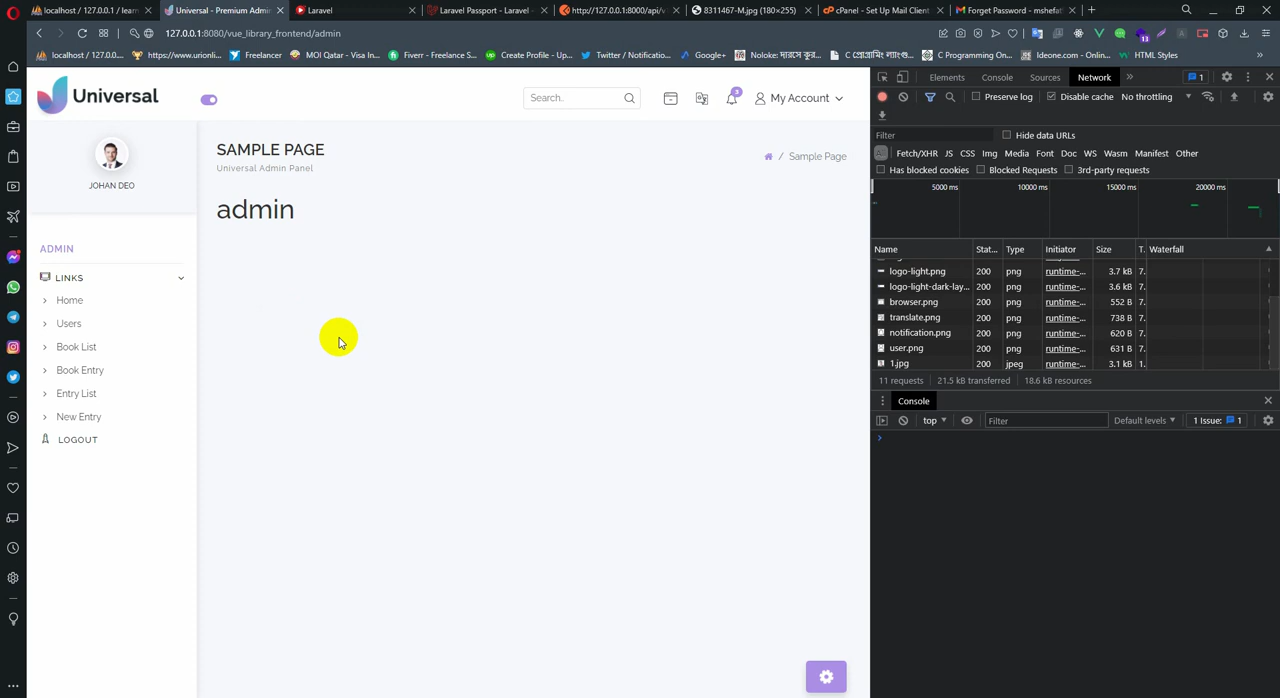 localhost / 127.0.0.1 / learn
Universal - Premium Admin
Laravel
Laravel Passport - Laravel -
http://127.0.0.1:8000/api/v
8311467-M.jpg (180×255)
cPanel - Set Up Mail Client
Forget Password - mshefat
127.0.0.1:8080/vue_library_frontend/admin
localhost / 127.0.0....
https://www.urionli...
Freelancer
MOI Qatar - Visa In...
Fiverr - Freelance S...
Create Profile - Up...
Twitter / Notificatio...
Google+
C Programming On...
Ideone.com - Onlin...
HTML Styles
Universal
Search..
3
My Account
JOHAN DEO
SAMPLE PAGE
Universal Admin Panel
/ Sample Page
admin
ADMIN
LINKS
Home
Users
Book List
Book Entry
Entry List
New Entry
LOGOUT
Elements Console Sources Network » 1
Preserve log Disable cache No throttling
Filter Hide data URLs
Fetch/XHR JS CSS Img Media Font Doc WS Wasm Manifest Other
Has blocked cookies Blocked Requests 3rd-party requests
5000 ms 10000 ms 15000 ms 20000 ms
Name Stat... Type Initiator Size T. Waterfall
logo-light.png 200 png runtime-... 3.7 kB 7.
logo-light-dark-lay... 200 png runtime-... 3.6 kB 7.
browser.png 200 png runtime-... 552 B 7.
translate.png 200 png runtime-... 738 B 7.
notification.png 200 png runtime-... 620 B 7.
user.png 200 png runtime-... 631 B 7.
1.jpg 200 jpeg runtime-... 3.1 kB 1.
11 requests 21.5 kB transferred 18.6 kB resources
Console
top Filter Default levels 1 Issue: 1